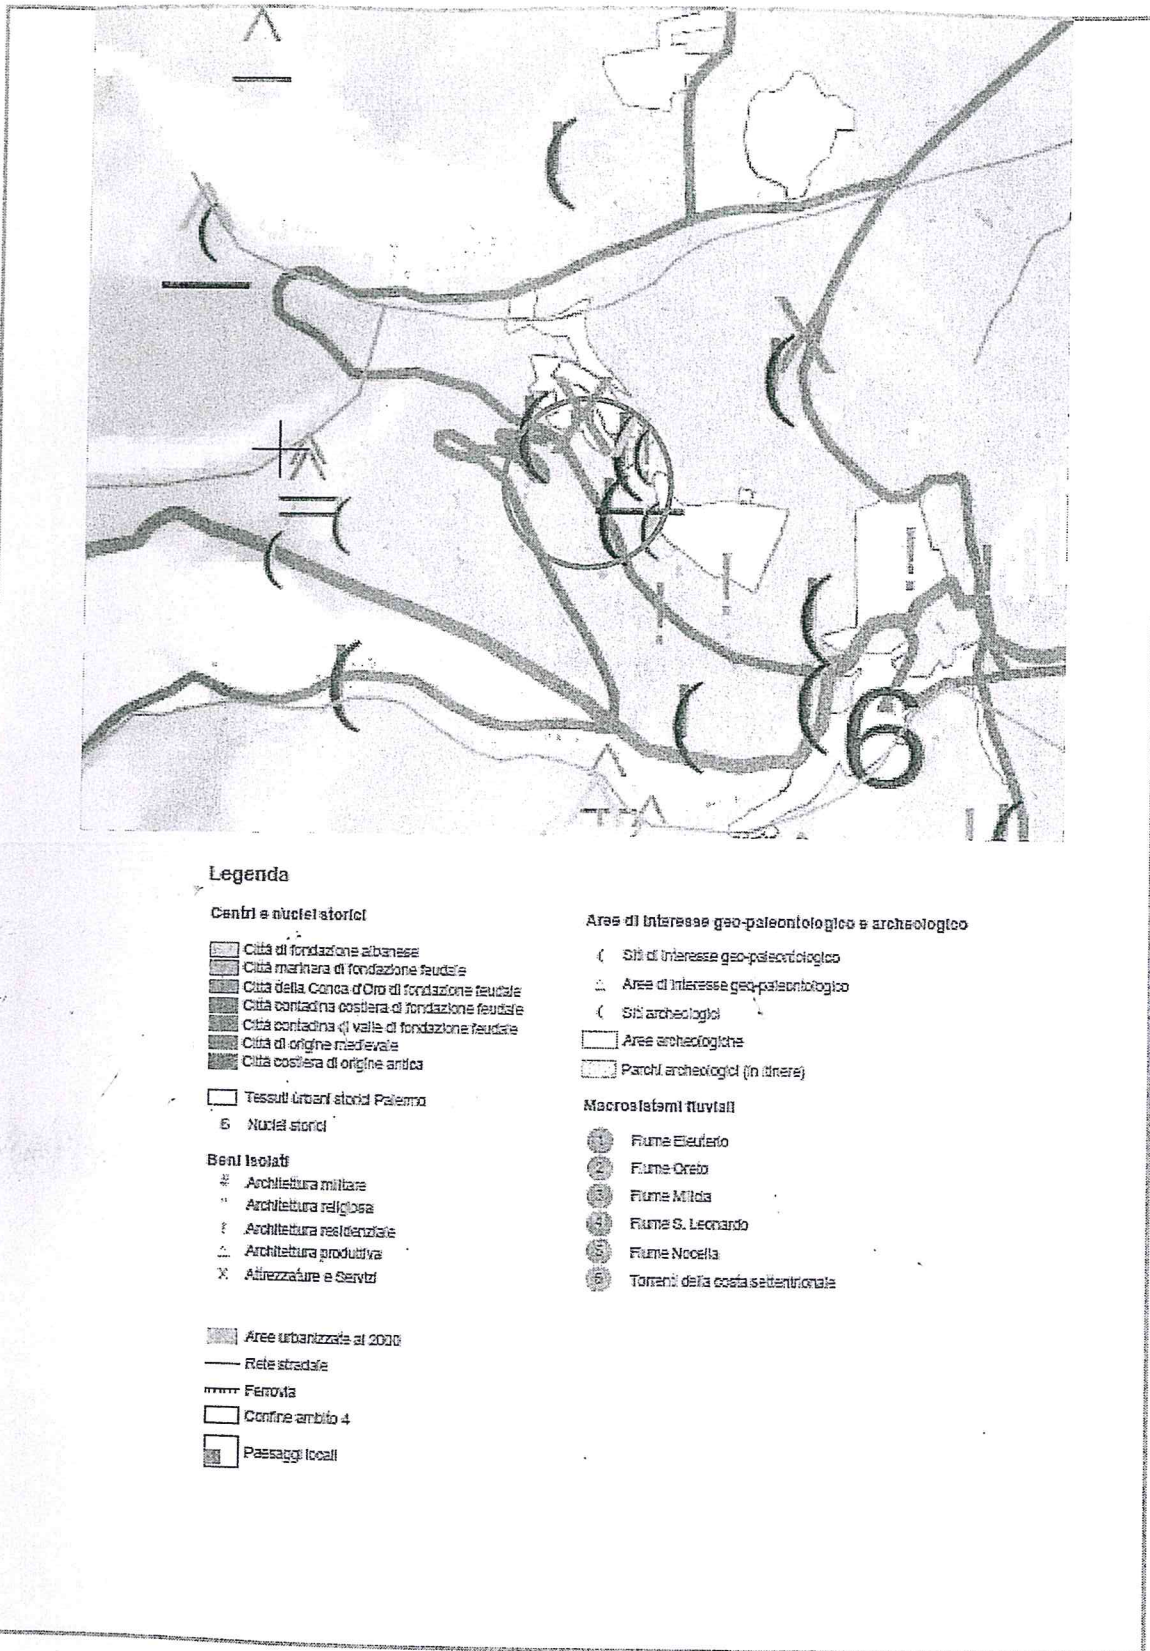 6
Legenda
Centri e nuclei storici
Città di fondazione albanese
Città marinara di fondazione feudale
Città della Conca d'Oro di fondazione feudale
Città contadina costiera di fondazione feudale
Città contadina di valle di fondazione feudale
Città di origine medievale
Città costiera di origine antica
Tessuti urbani storici Palermo
6 Nuclei storici
Beni isolati
Architettura militare
Architettura religiosa
Architettura residenziale
Architettura produttiva
Attrezzature e Servizi
Aree urbanizzate al 2000
Rete stradale
Ferrovia
Confine ambito 4
Paesaggi locali
Aree di interesse geo-paleontologico e archeologico
Siti di interesse geo-paleontologico
Aree di interesse geo-paleontologico
Siti archeologici
Aree archeologiche
Parchi archeologici (in itinere)
Macrosistemi fluviali
1 Fiume Eleuterio
2 Fiume Oreto
3 Fiume Milicia
4 Fiume S. Leonardo
5 Fiume Nocella
6 Torrenti della costa settentrionale